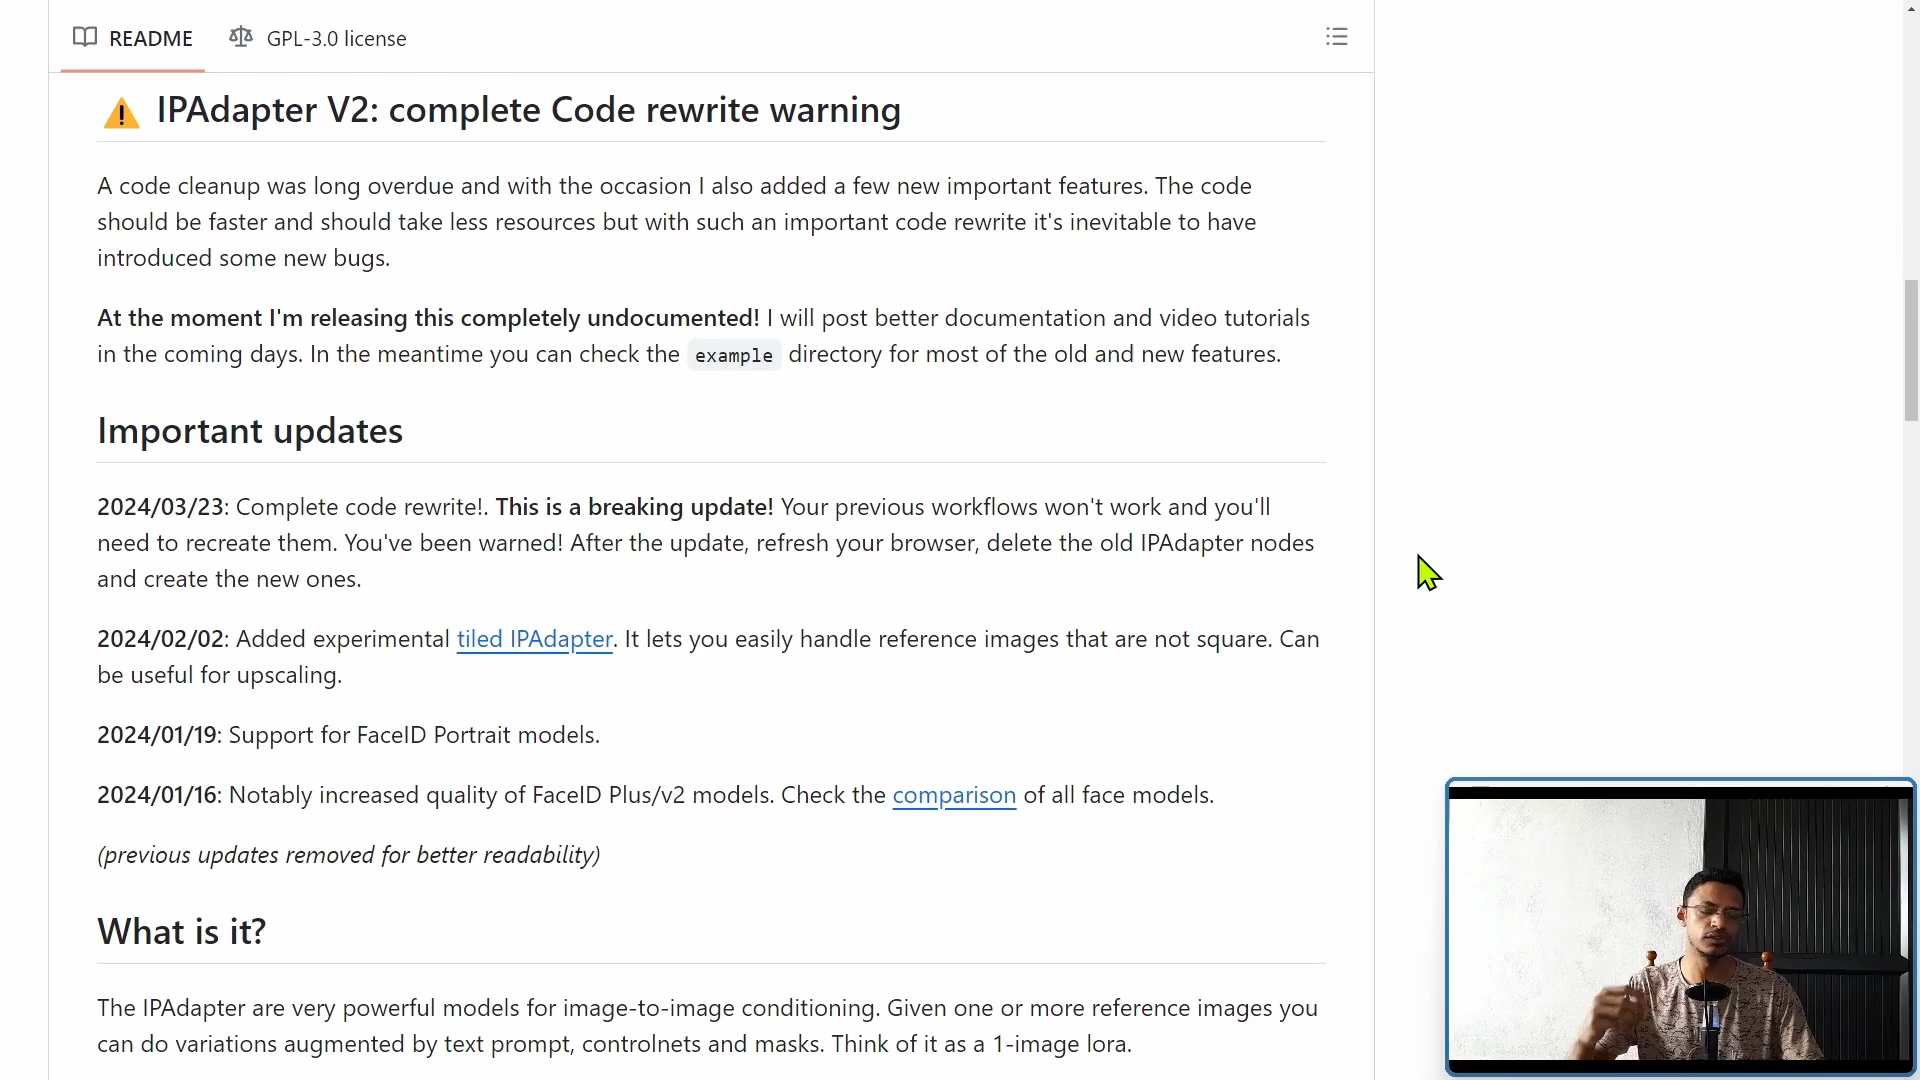 README GPL-3.0 license
IPAdapter V2: complete Code rewrite warning
A code cleanup was long overdue and with the occasion I also added a few new important features. The code
should be faster and should take less resources but with such an important code rewrite it's inevitable to have
introduced some new bugs.
At the moment I'm releasing this completely undocumented! I will post better documentation and video tutorials
in the coming days. In the meantime you can check the example directory for most of the old and new features.
Important updates
2024/03/23: Complete code rewrite!. This is a breaking update! Your previous workflows won't work and you'll
need to recreate them. You've been warned! After the update, refresh your browser, delete the old IPAdapter nodes
and create the new ones.
2024/02/02: Added experimental tiled IPAdapter. It lets you easily handle reference images that are not square. Can
be useful for upscaling.
2024/01/19: Support for FaceID Portrait models.
2024/01/16: Notably increased quality of FaceID Plus/v2 models. Check the comparison of all face models.
(previous updates removed for better readability)
What is it?
The IPAdapter are very powerful models for image-to-image conditioning. Given one or more reference images you
can do variations augmented by text prompt, controlnets and masks. Think of it as a 1-image lora.